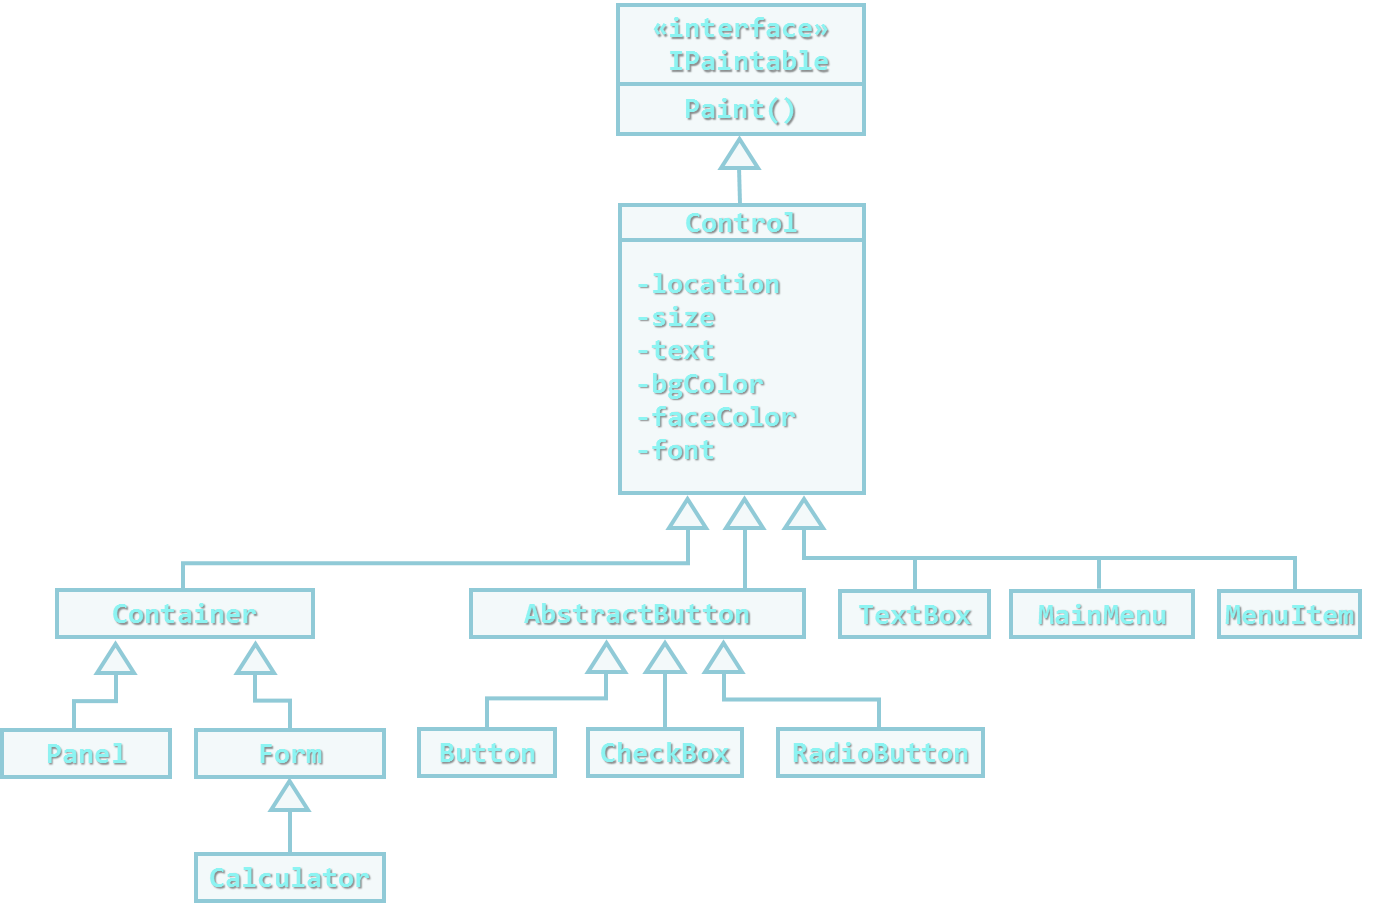 «interface»
IPaintable
Paint()
Control
-location
-size
-text
-bgColor
-faceColor
-font
Container
AbstractButton
TextBox
MainMenu
MenuItem
Panel
Form
Button
CheckBox
RadioButton
Calculator